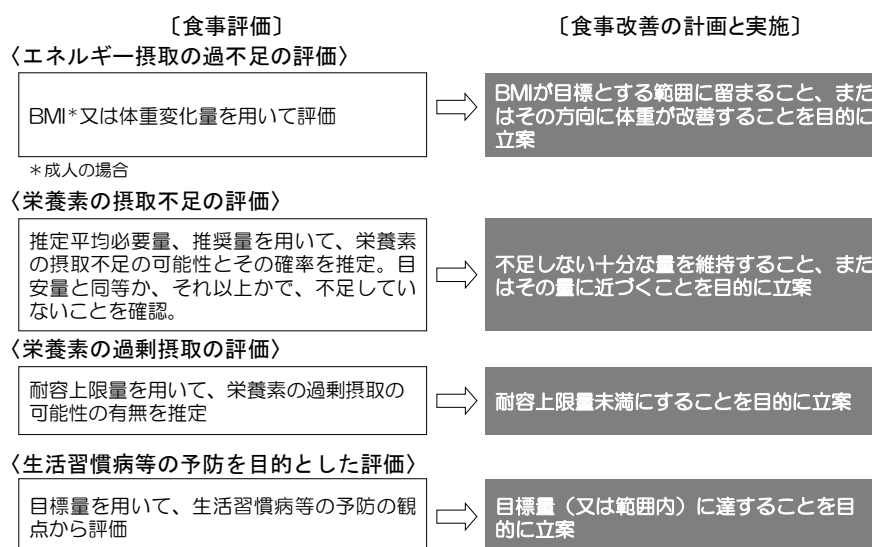 〔食事評価〕
〔食事改善の計画と実施〕
〈エネルギー摂取の過不足の評価〉
BMI*又は体重変化量を用いて評価
BMIが目標とする範囲に留まること、また
はその方向に体重が改善することを目的に
立案
＊成人の場合
〈栄養素の摂取不足の評価〉
推定平均必要量、推奨量を用いて、栄養素
の摂取不足の可能性とその確率を推定。目
安量と同等か、それ以上かで、不足してい
ないことを確認。
不足しない十分な量を維持すること、また
はその量に近づくことを目的に立案
〈栄養素の過剰摂取の評価〉
耐容上限量を用いて、栄養素の過剰摂取の
可能性の有無を推定
耐容上限量未満にすることを目的に立案
〈生活習慣病等の予防を目的とした評価〉
目標量を用いて、生活習慣病等の予防の観
点から評価
目標量（又は範囲内）に達することを目
的に立案